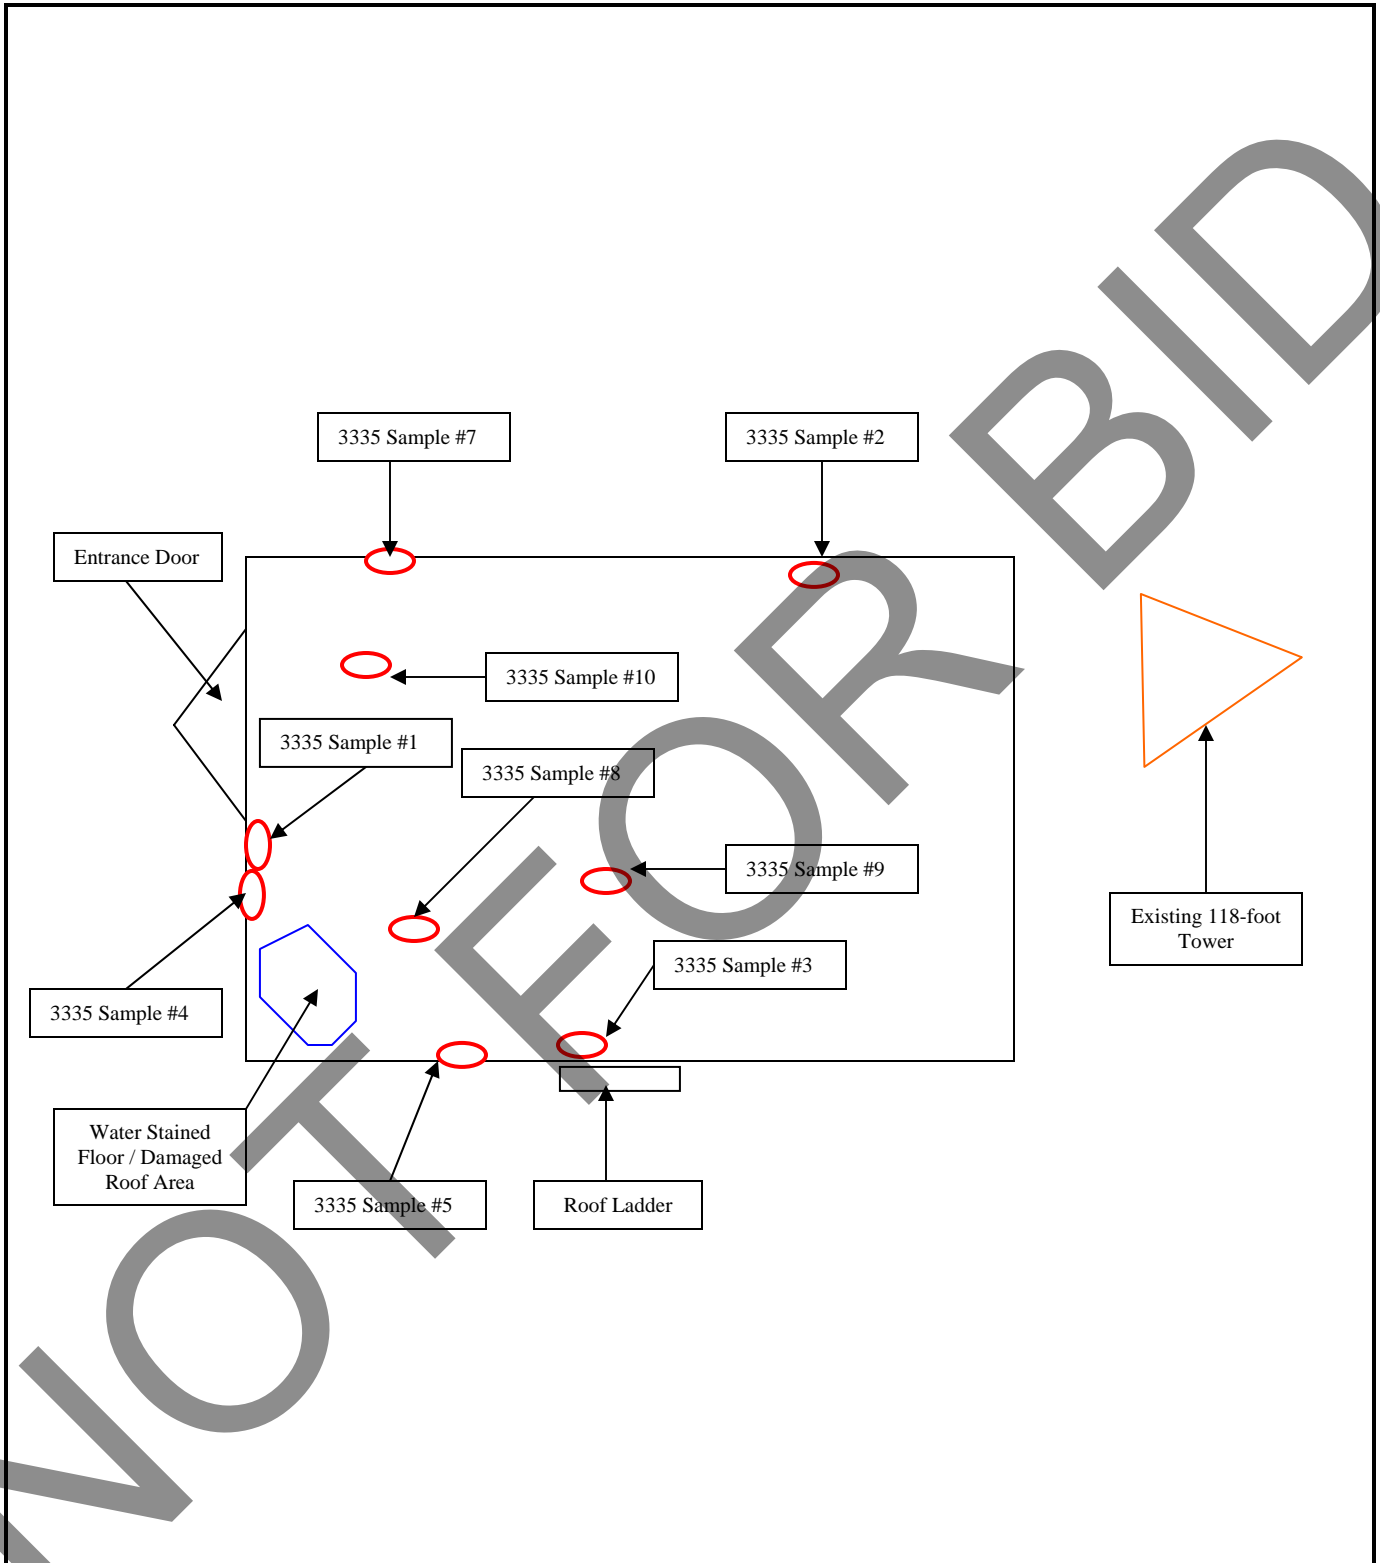 3335 Sample #7
3335 Sample #2
Entrance Door
3335 Sample #10
3335 Sample #1
3335 Sample #8
3335 Sample #9
Existing 118-foot
Tower
3335 Sample #3
3335 Sample #4
Water Stained
Floor / Damaged
Roof Area
3335 Sample #5
Roof Ladder
NOT FOR BID